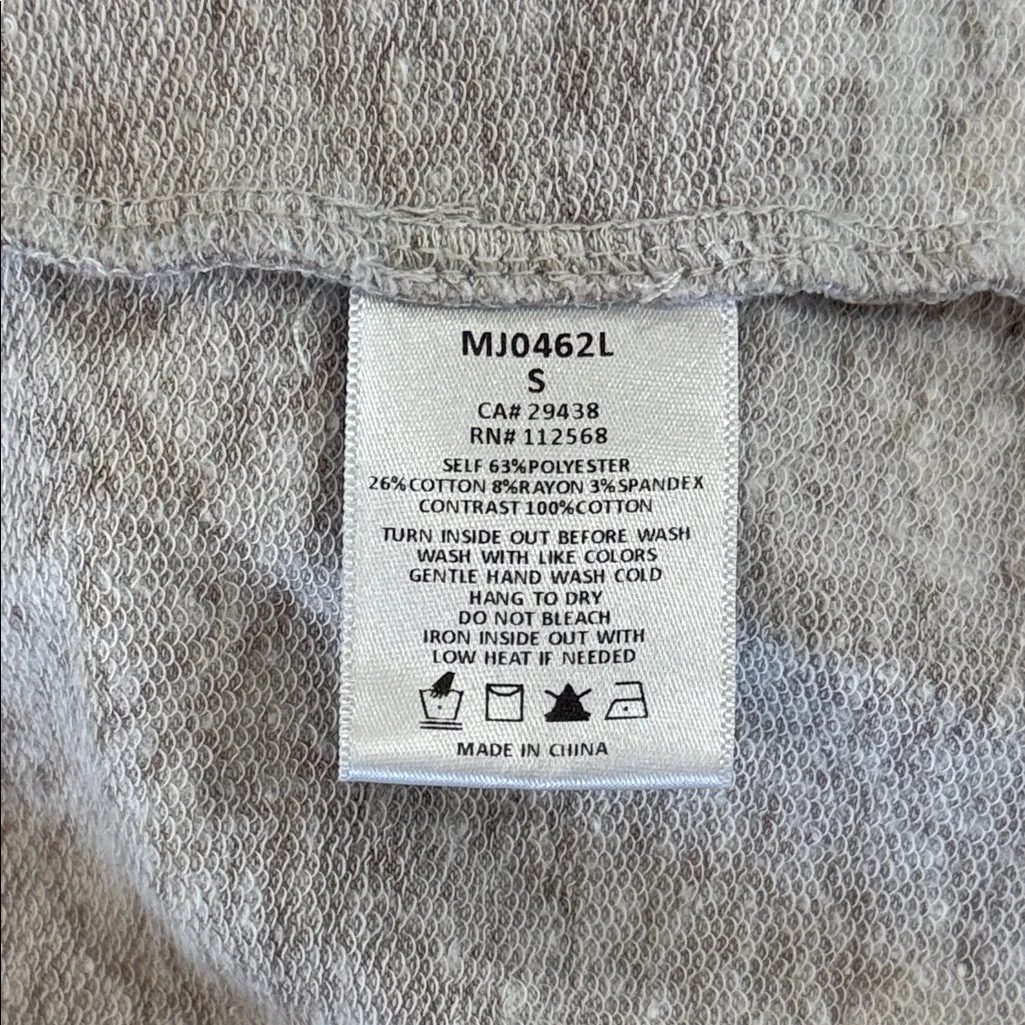 MJ0462L
S
CA# 29438
RN# 112568
SELF 63%POLYESTER
26%COTTON 8%RAYON 3%SPANDEX
CONTRAST 100%COTTON
TURN INSIDE OUT BEFORE WASH
WASH WITH LIKE COLORS
GENTLE HAND WASH COLD
HANG TO DRY
DO NOT BLEACH
IRON INSIDE OUT WITH
LOW HEAT IF NEEDED
MADE IN CHINA